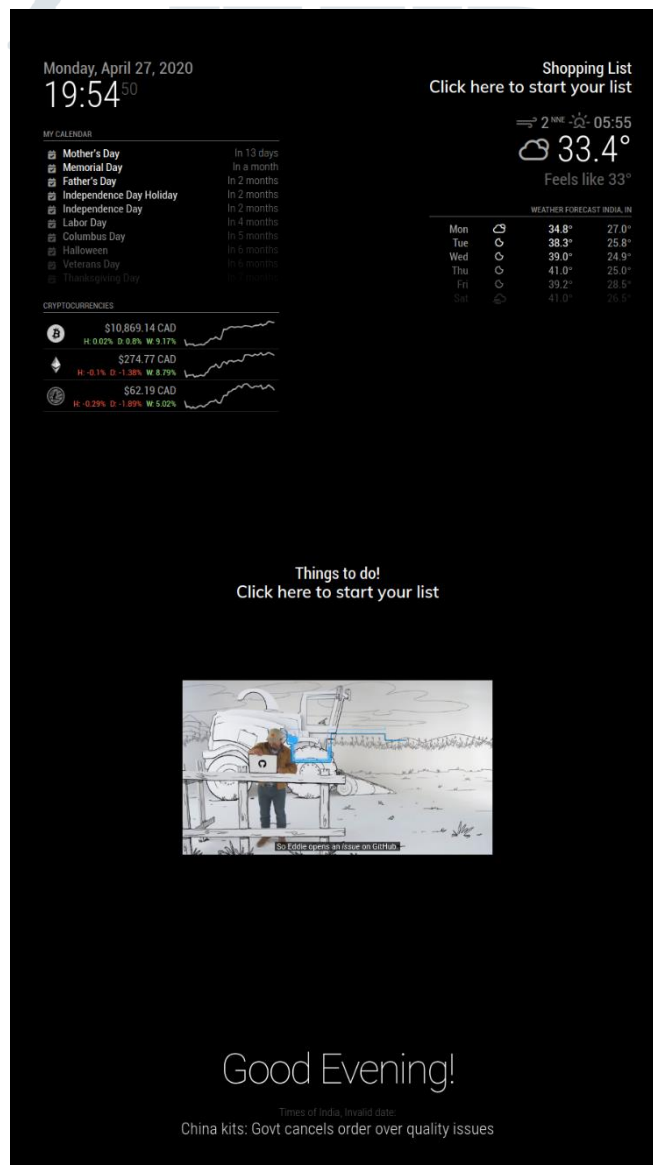 Monday, April 27, 2020
19:54 50
MY CALENDAR
Mother's Day In 13 days
Memorial Day In a month
Father's Day In 2 months
Independence Day Holiday In 2 months
Independence Day In 2 months
Labor Day In 4 months
Columbus Day In 5 months
Halloween In 6 months
Veterans Day In 6 months
Thanksgiving Day In 7 months
CRYPTOCURRENCIES
$10,869.14 CAD
H: 0.02% D: 0.8% W: 9.17%
$274.77 CAD
H: -0.1% D: -1.38% W: 8.79%
$62.19 CAD
H: -0.29% D: -1.89% W: 5.02%
Shopping List
Click here to start your list
2 NNE 05:55
33.4°
Feels like 33°
WEATHER FORECAST INDIA, IN
Mon 34.8° 27.0°
Tue 38.3° 25.8°
Wed 39.0° 24.9°
Thu 41.0° 25.0°
Fri 39.2° 28.5°
Sat 41.0° 26.5°
Things to do!
Click here to start your list
So Eddie opens an issue on GitHub.
Good Evening!
Times of India, Invalid date:
China kits: Govt cancels order over quality issues